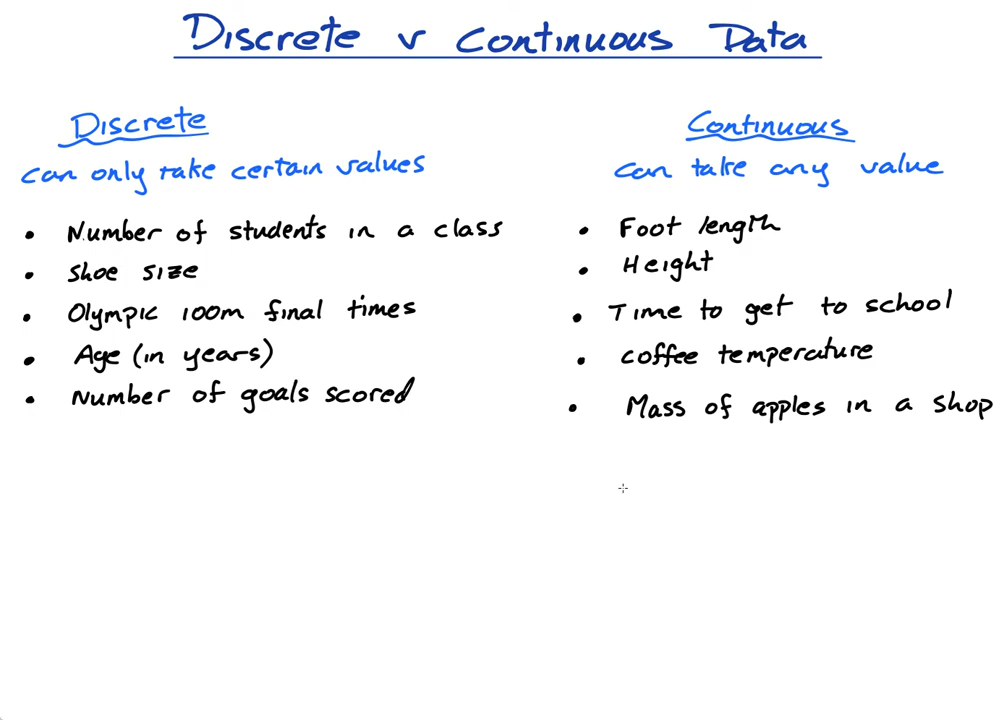 Discrete v Continuous Data
Discrete
can only take certain values
• Number of students in a class
• Shoe size
• Olympic 100m final times
• Age (in years)
• Number of goals scored
Continuous
can take any value
• Foot length
• Height
• Time to get to school
• coffee temperature
• Mass of apples in a shop